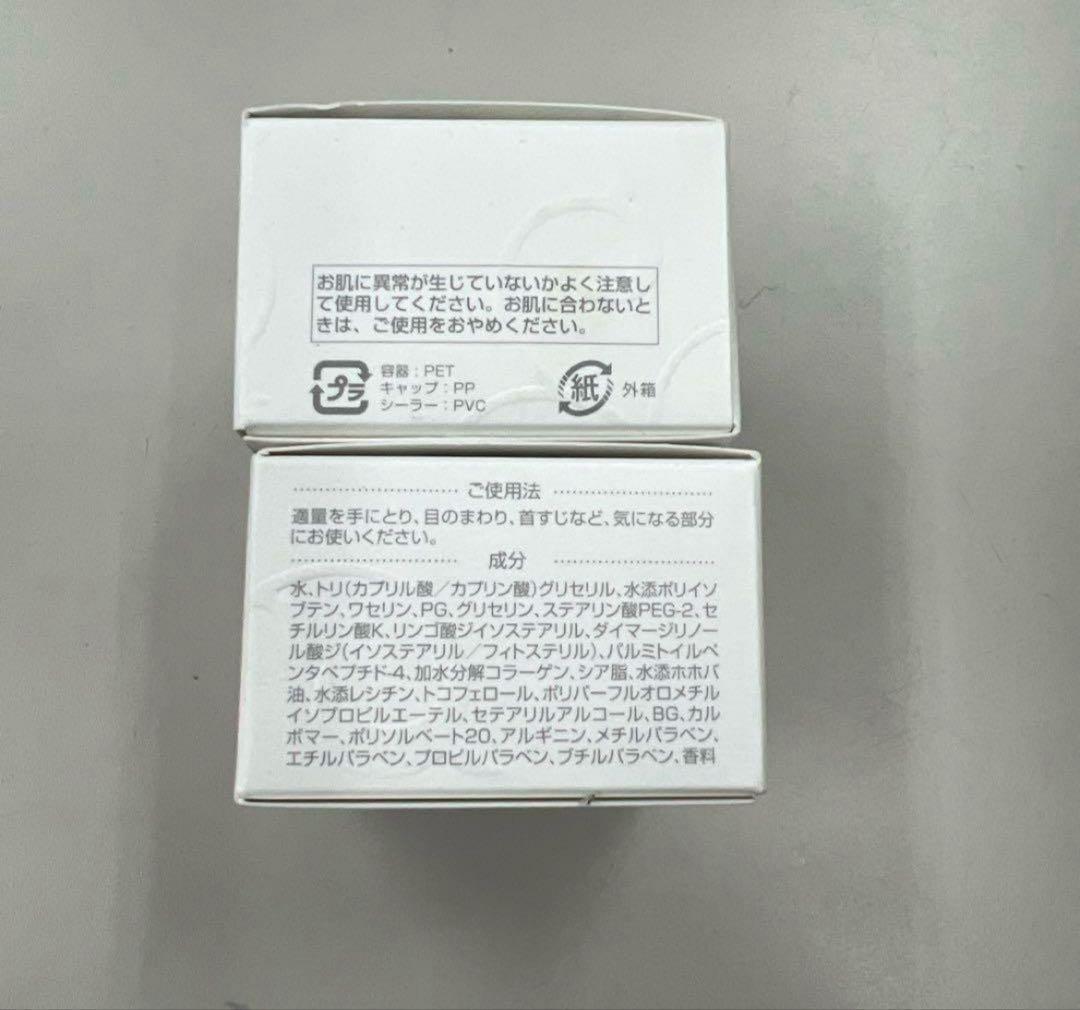 お肌に異常が生じていないかよく注意し
て使用してください。お肌に合わないと
きは、ご使用をおやめください。
プラ
容器：PET
キャップ：PP
シーラー：PVC
紙
外箱
ご使用法
適量を手にとり、目のまわり、首すじなど、気になる部分
にお使いください。
成分
水、トリ(カプリル酸／カプリン酸)グリセリル、水添ポリイソ
ブテン、ワセリン、PG、グリセリン、ステアリン酸PEG-2、セ
チルリン酸K、リンゴ酸ジイソステアリル、ダイマージリノー
ル酸ジ(イソステアリル／フィトステリル)、パルミトイルペ
ンタペプチド-4、加水分解コラーゲン、シア脂、水添ホホバ
油、水添レシチン、トコフェロール、ポリパーフルオロメチル
イソプロピルエーテル、セテアリルアルコール、BG、カル
ボマー、ポリソルベート20、アルギニン、メチルパラベン、
エチルパラベン、プロピルパラベン、ブチルパラベン、香料